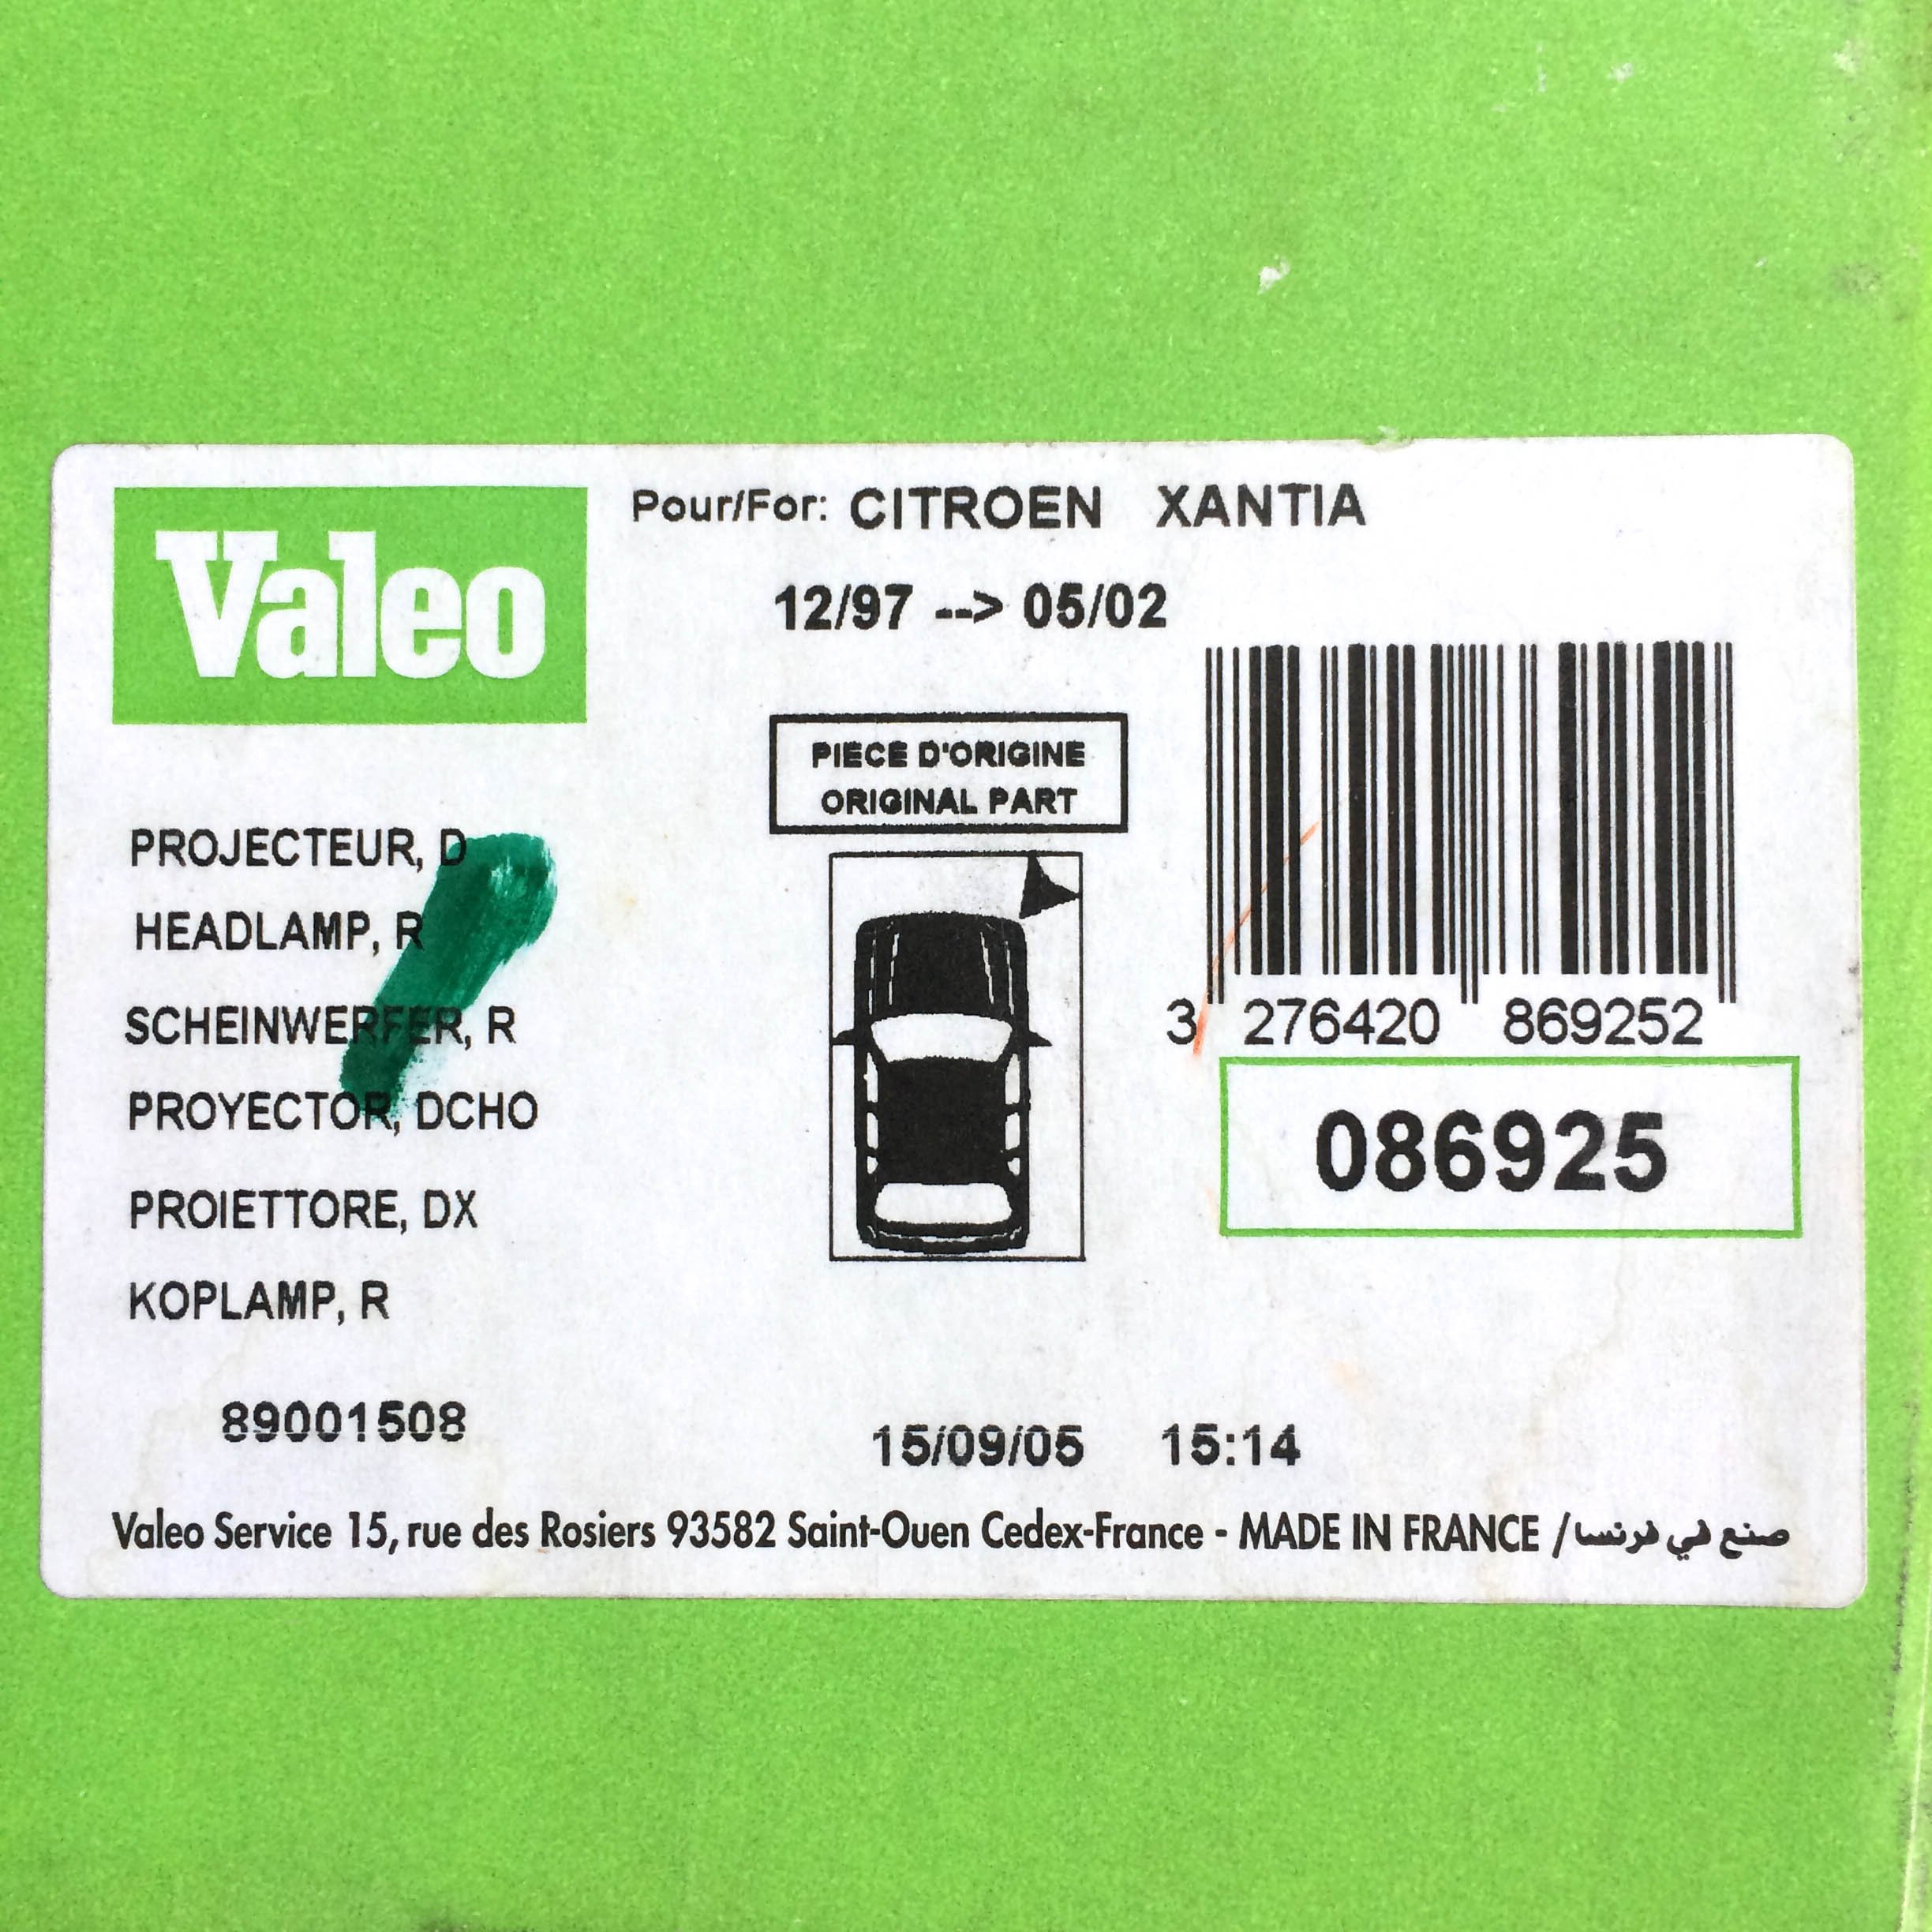 Valeo
Pour/For: CITROEN XANTIA
12/97 --> 05/02
PIECE D'ORIGINE
ORIGINAL PART
PROJECTEUR, D
HEADLAMP, R
SCHEINWERFER, R
PROYECTOR, DCHO
PROIETTORE, DX
KOPLAMP, R
3 276420 869252
086925
89001508
15/09/05 15:14
Valeo Service 15, rue des Rosiers 93582 Saint-Ouen Cedex-France - MADE IN FRANCE / صنع في فرنسا